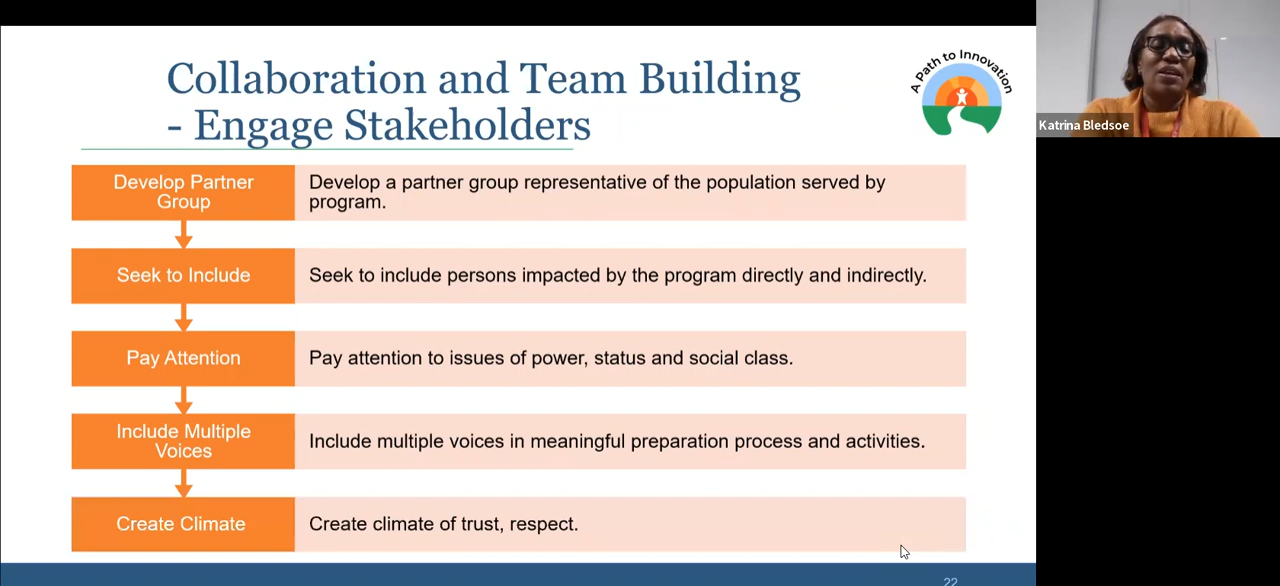 Collaboration and Team Building
- Engage Stakeholders
A Path to Innovation
Katrina Bledsoe
Develop Partner
Group
Develop a partner group representative of the population served by
program.
Seek to Include
Seek to include persons impacted by the program directly and indirectly.
Pay Attention
Pay attention to issues of power, status and social class.
Include Multiple
Voices
Include multiple voices in meaningful preparation process and activities.
Create Climate
Create climate of trust, respect.
22